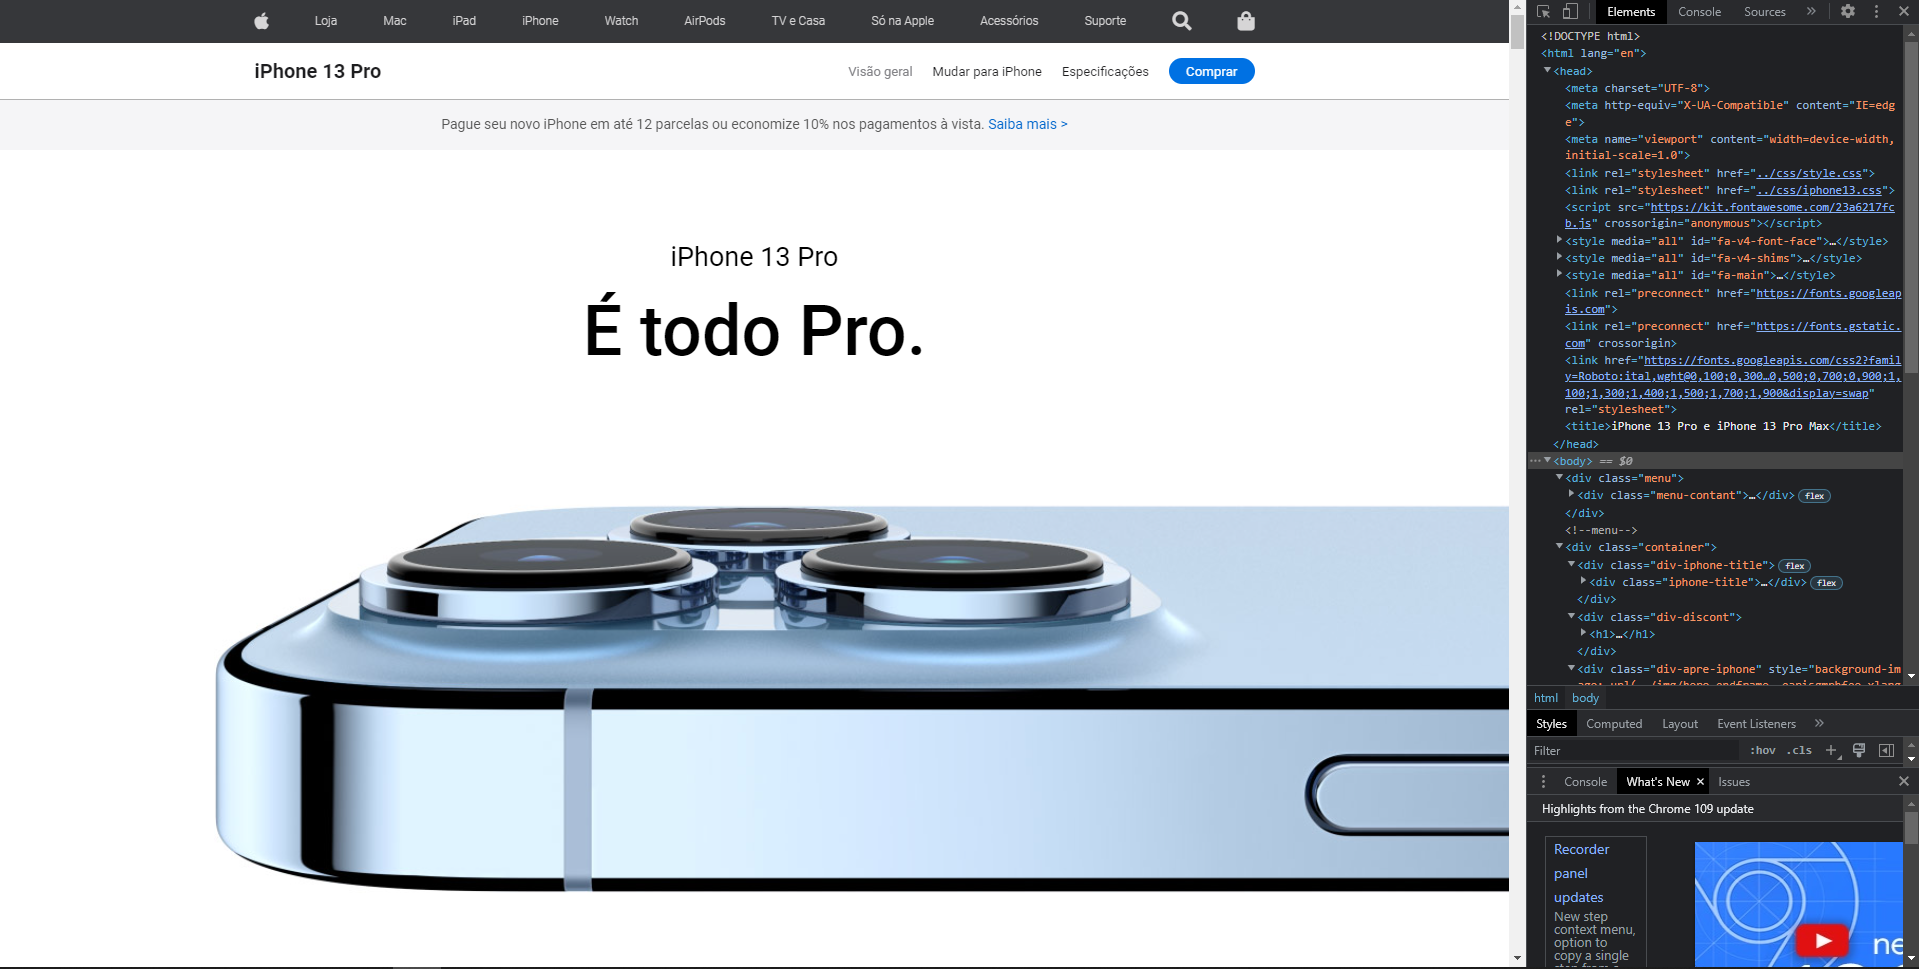 Loja Mac iPad iPhone Watch AirPods TV e Casa Só na Apple Acessórios Suporte
iPhone 13 Pro
Visão geral Mudar para iPhone Especificações Comprar
Pague seu novo iPhone em até 12 parcelas ou economize 10% nos pagamentos à vista. Saiba mais >
iPhone 13 Pro
É todo Pro.
Elements Console Sources »
<!DOCTYPE html>
<html lang="en">
<head>
<meta charset="UTF-8">
<meta http-equiv="X-UA-Compatible" content="IE=edg
e">
<meta name="viewport" content="width=device-width,
initial-scale=1.0">
<link rel="stylesheet" href="../css/style.css">
<link rel="stylesheet" href="../css/iphone13.css">
<script src="https://kit.fontawesome.com/23a6217fc
b.js" crossorigin="anonymous"></script>
<style media="all" id="fa-v4-font-face">…</style>
<style media="all" id="fa-v4-shims">…</style>
<style media="all" id="fa-main">…</style>
<link rel="preconnect" href="https://fonts.googleap
is.com">
<link rel="preconnect" href="https://fonts.gstatic.
com" crossorigin>
<link href="https://fonts.googleapis.com/css2?famil
y=Roboto:ital,wght@0,100;0,300…0,500;0,700;0,900;1,
100;1,300;1,400;1,500;1,700;1,900&display=swap"
rel="stylesheet">
<title>iPhone 13 Pro e iPhone 13 Pro Max</title>
</head>
<body> == $0
<div class="menu">
<div class="menu-contant">…</div> flex
</div>
<!--menu-->
<div class="container">
<div class="div-iphone-title"> flex
<div class="iphone-title">…</div> flex
</div>
<div class="div-discont">
<h1>…</h1>
</div>
<div class="div-apre-iphone" style="background-im
html body
Styles Computed Layout Event Listeners »
Filter :hov .cls +
Console What's New × Issues
Highlights from the Chrome 109 update
Recorder
panel
updates
New step
context menu,
option to
copy a single
ne